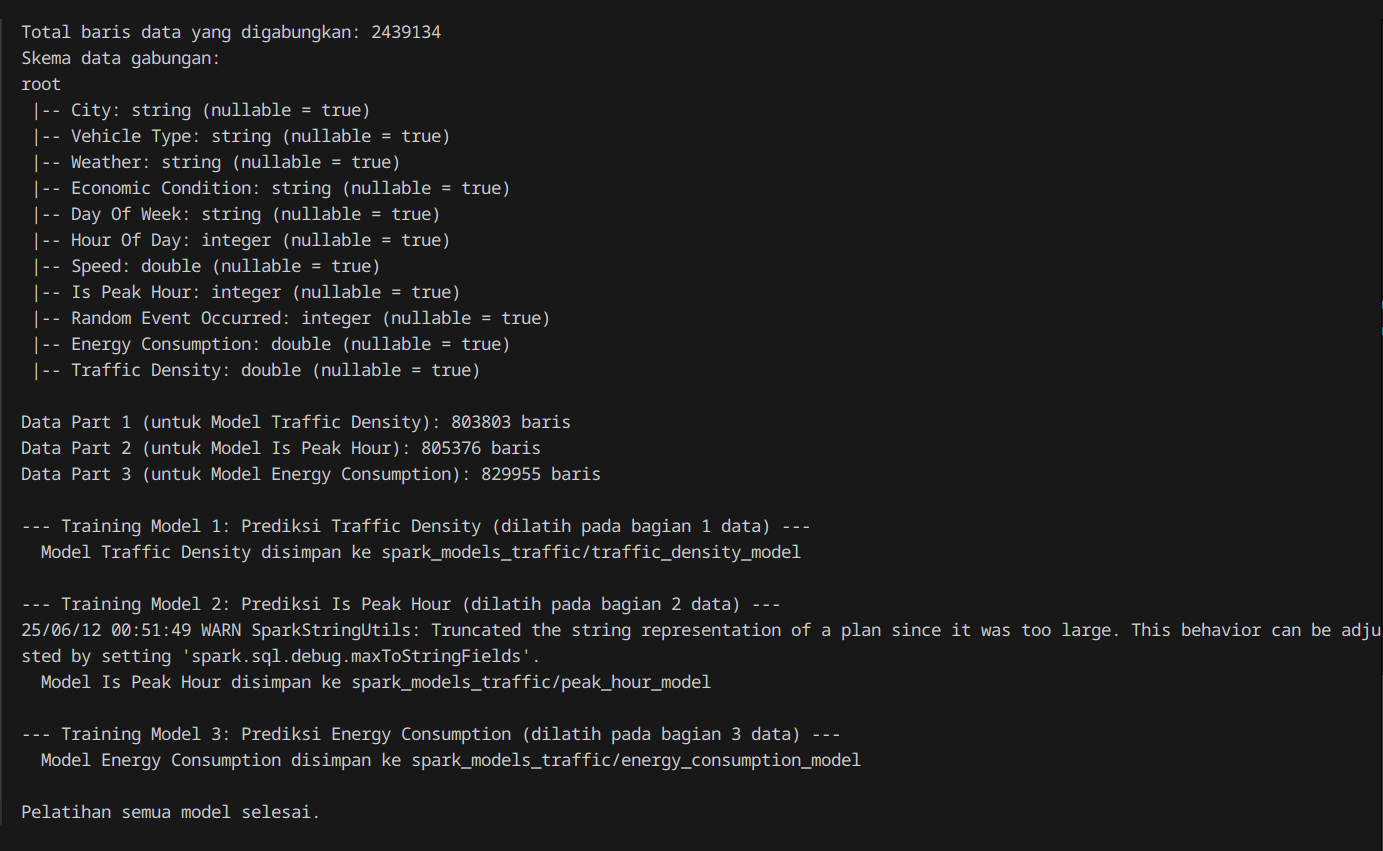 Total baris data yang digabungkan: 2439134
Skema data gabungan:
root
 |-- City: string (nullable = true)
 |-- Vehicle Type: string (nullable = true)
 |-- Weather: string (nullable = true)
 |-- Economic Condition: string (nullable = true)
 |-- Day Of Week: string (nullable = true)
 |-- Hour Of Day: integer (nullable = true)
 |-- Speed: double (nullable = true)
 |-- Is Peak Hour: integer (nullable = true)
 |-- Random Event Occurred: integer (nullable = true)
 |-- Energy Consumption: double (nullable = true)
 |-- Traffic Density: double (nullable = true)

Data Part 1 (untuk Model Traffic Density): 803803 baris
Data Part 2 (untuk Model Is Peak Hour): 805376 baris
Data Part 3 (untuk Model Energy Consumption): 829955 baris

--- Training Model 1: Prediksi Traffic Density (dilatih pada bagian 1 data) ---
  Model Traffic Density disimpan ke spark_models_traffic/traffic_density_model

--- Training Model 2: Prediksi Is Peak Hour (dilatih pada bagian 2 data) ---
25/06/12 00:51:49 WARN SparkStringUtils: Truncated the string representation of a plan since it was too large. This behavior can be adju
sted by setting 'spark.sql.debug.maxToStringFields'.
  Model Is Peak Hour disimpan ke spark_models_traffic/peak_hour_model

--- Training Model 3: Prediksi Energy Consumption (dilatih pada bagian 3 data) ---
  Model Energy Consumption disimpan ke spark_models_traffic/energy_consumption_model

Pelatihan semua model selesai.